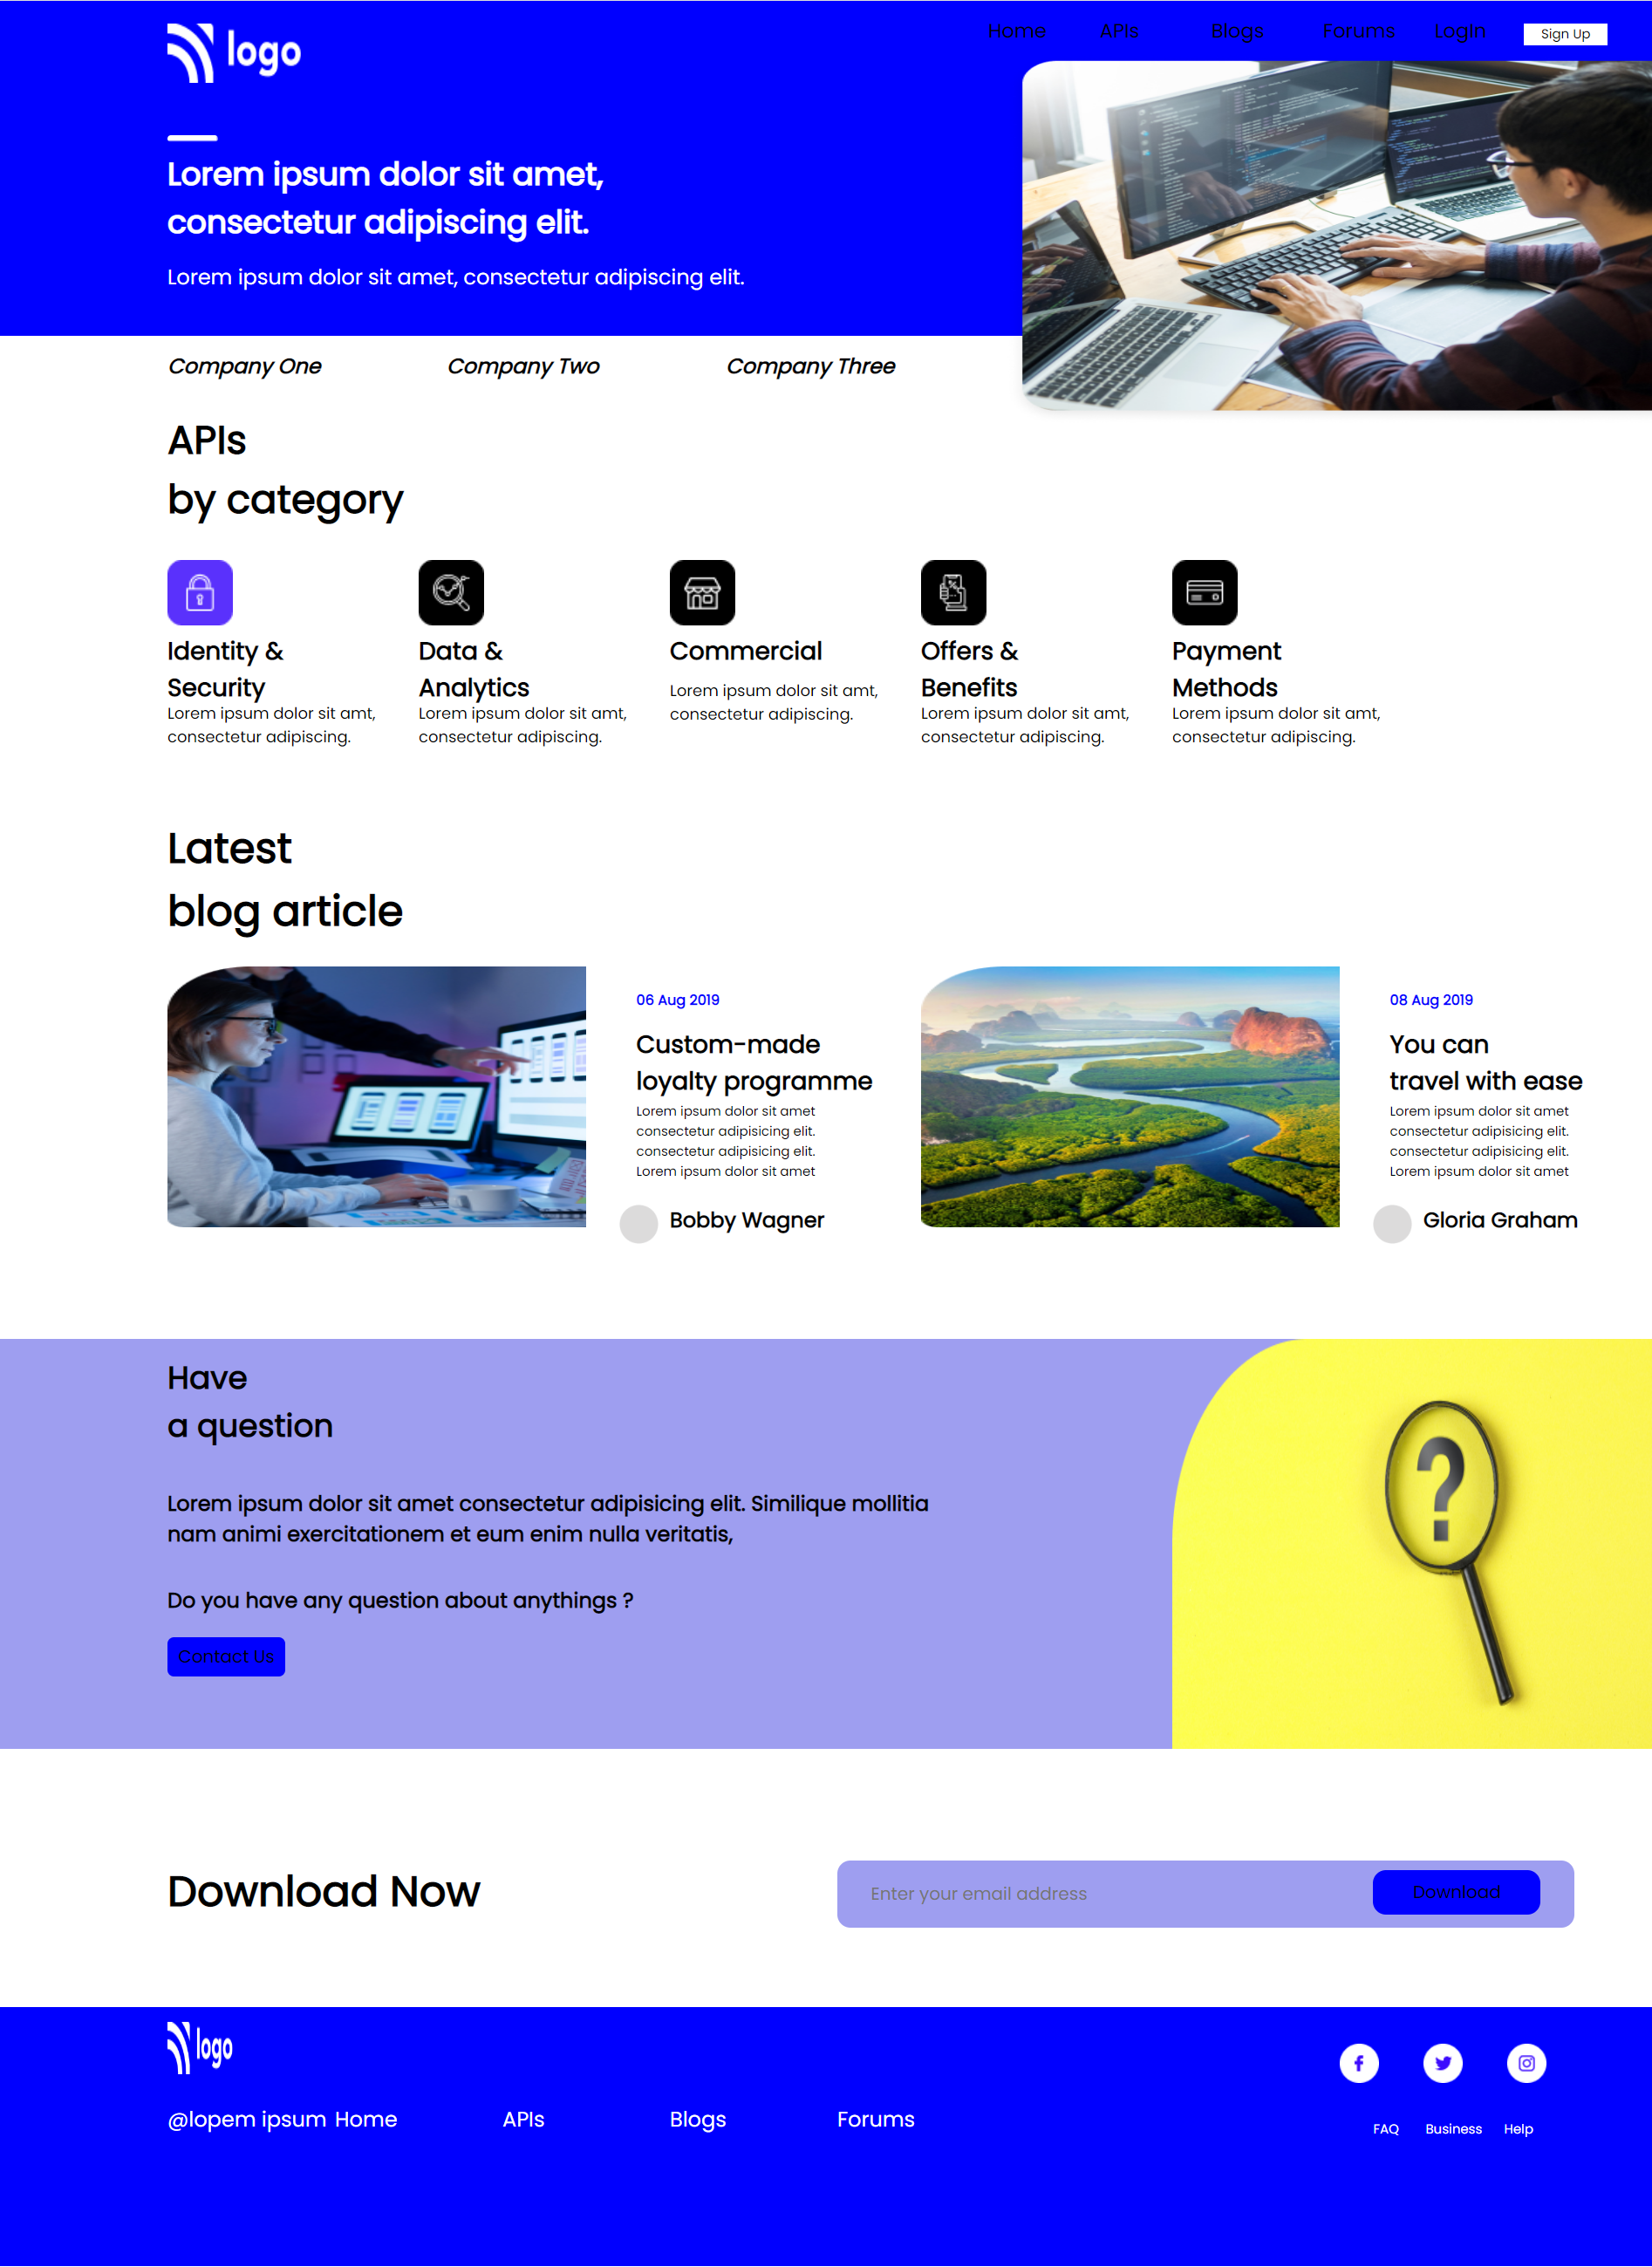 logo
Home APIs Blogs Forums LogIn Sign Up
Lorem ipsum dolor sit amet,
consectetur adipiscing elit.
Lorem ipsum dolor sit amet, consectetur adipiscing elit.
Company One Company Two Company Three
APIs
by category
Identity &
Security
Lorem ipsum dolor sit amt,
consectetur adipiscing.
Data &
Analytics
Lorem ipsum dolor sit amt,
consectetur adipiscing.
Commercial
Lorem ipsum dolor sit amt,
consectetur adipiscing.
Offers &
Benefits
Lorem ipsum dolor sit amt,
consectetur adipiscing.
Payment
Methods
Lorem ipsum dolor sit amt,
consectetur adipiscing.
Latest
blog article
06 Aug 2019
Custom-made
loyalty programme
Lorem ipsum dolor sit amet
consectetur adipisicing elit.
consectetur adipisicing elit.
Lorem ipsum dolor sit amet
Bobby Wagner
08 Aug 2019
You can
travel with ease
Lorem ipsum dolor sit amet
consectetur adipisicing elit.
consectetur adipisicing elit.
Lorem ipsum dolor sit amet
Gloria Graham
Have
a question
Lorem ipsum dolor sit amet consectetur adipisicing elit. Similique mollitia
nam animi exercitationem et eum enim nulla veritatis,
Do you have any question about anythings ?
Contact Us
?
Download Now
Enter your email address
Download
logo
@lopem ipsum Home APIs Blogs Forums
FAQ Business Help